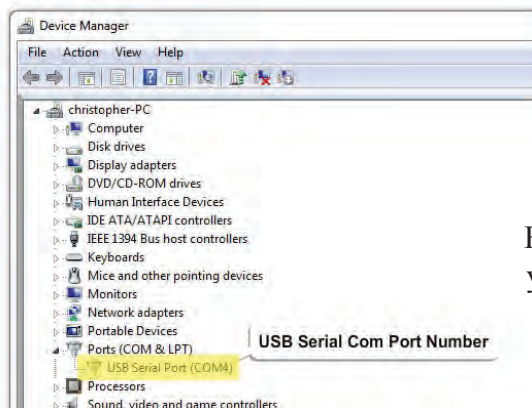 Device Manager
File Action View Help
christopher-PC
Computer
Disk drives
Display adapters
DVD/CD-ROM drives
Human Interface Devices
IDE ATA/ATAPI controllers
IEEE 1394 Bus host controllers
Keyboards
Mice and other pointing devices
Monitors
Network adapters
Portable Devices
Ports (COM & LPT)
USB Serial Port (COM4)
USB Serial Com Port Number
Processors
Sound, video and game controllers